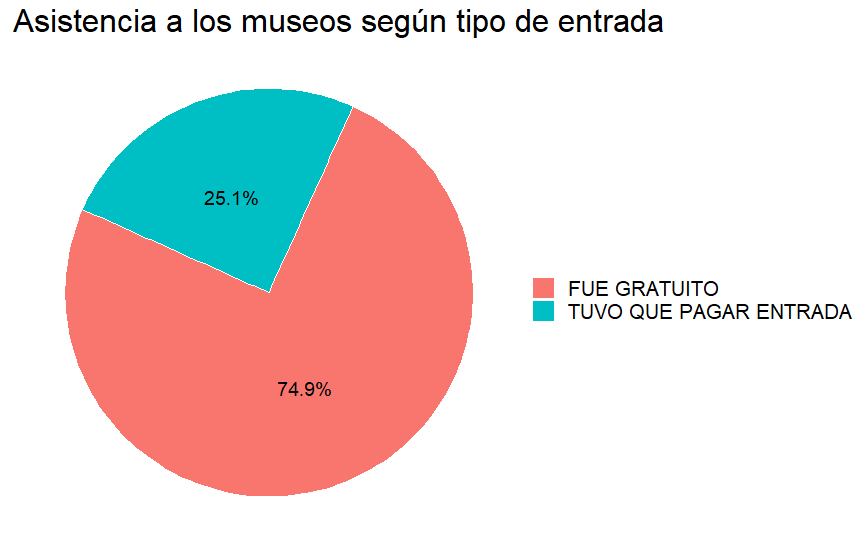 Asistencia a los museos según tipo de entrada
25.1%
74.9%
FUE GRATUITO
TUVO QUE PAGAR ENTRADA